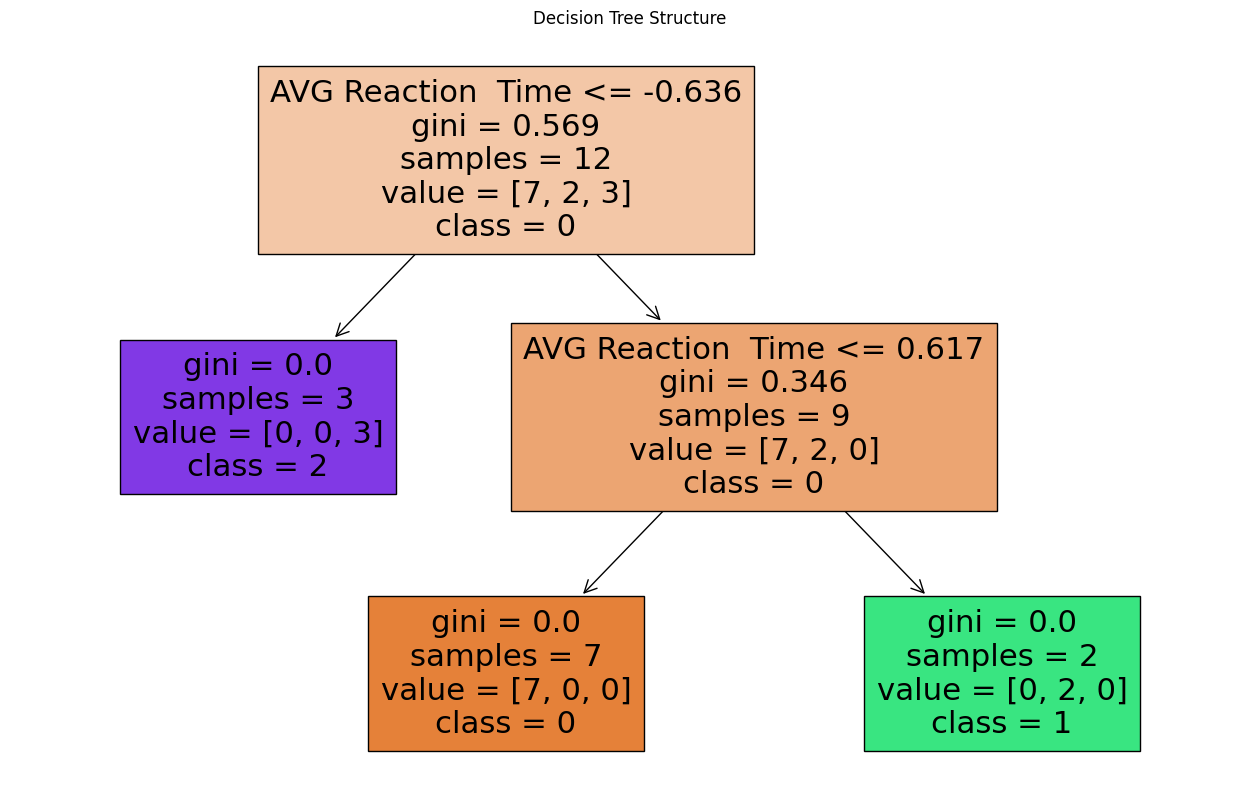 Decision Tree Structure
AVG Reaction  Time <= -0.636
gini = 0.569
samples = 12
value = [7, 2, 3]
class = 0
gini = 0.0
samples = 3
value = [0, 0, 3]
class = 2
AVG Reaction  Time <= 0.617
gini = 0.346
samples = 9
value = [7, 2, 0]
class = 0
gini = 0.0
samples = 7
value = [7, 0, 0]
class = 0
gini = 0.0
samples = 2
value = [0, 2, 0]
class = 1